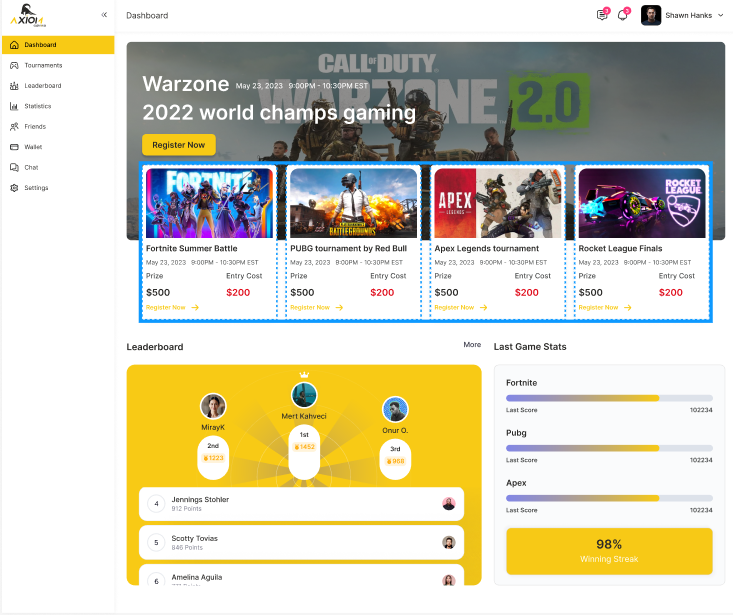 AXIOM
Dashboard
3
3
Shawn Hanks
Dashboard
Tournaments
Leaderboard
Statistics
Friends
Wallet
Chat
Settings
CALL OF DUTY
WARZONE 2.0
Warzone May 23, 2023 9:00PM - 10:30PM EST
2022 world champs gaming
Register Now
FORTNITE
BATTLEGROUNDS
APEX
LEGENDS
ROCKET
LEAGUE
Fortnite Summer Battle
May 23, 2023 9:00PM - 10:30PM EST
Prize Entry Cost
$500 $200
Register Now
PUBG tournament by Red Bull
May 23, 2023 9:00PM - 10:30PM EST
Prize Entry Cost
$500 $200
Register Now
Apex Legends tournament
May 23, 2023 9:00PM - 10:30PM EST
Prize Entry Cost
$500 $200
Register Now
Rocket League Finals
May 23, 2023 9:00PM - 10:30PM EST
Prize Entry Cost
$500 $200
Register Now
Leaderboard
More
MirayK
2nd
1223
Mert Kahveci
1st
1452
Onur O.
3rd
968
4 Jennings Stohler
912 Points
5 Scotty Tovias
846 Points
6 Amelina Aguila
Last Game Stats
Fortnite
Last Score 102234
Pubg
Last Score 102234
Apex
Last Score 102234
98%
Winning Streak